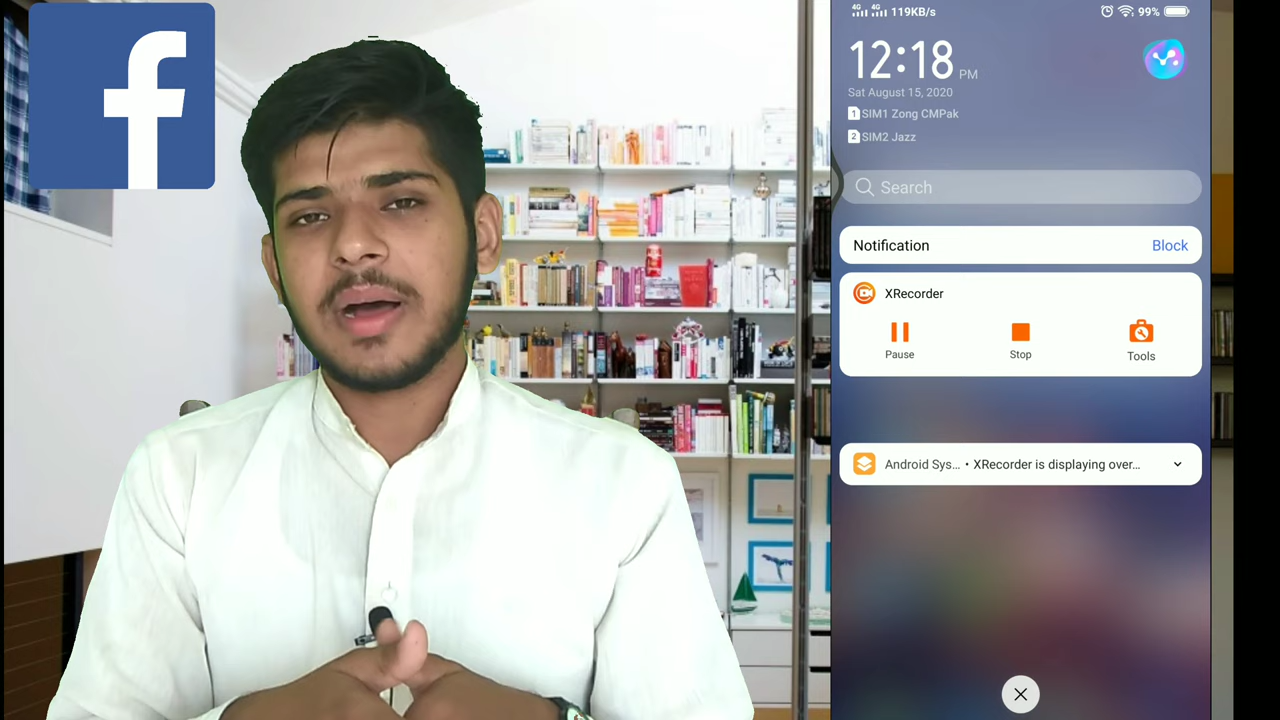 f
4G 4G 119KB/s
99%
12:18 PM
Sat August 15, 2020
1 SIM1 Zong CMPak
2 SIM2 Jazz
Search
Notification
Block
XRecorder
Pause
Stop
Tools
Android Sys... • XRecorder is displaying over...